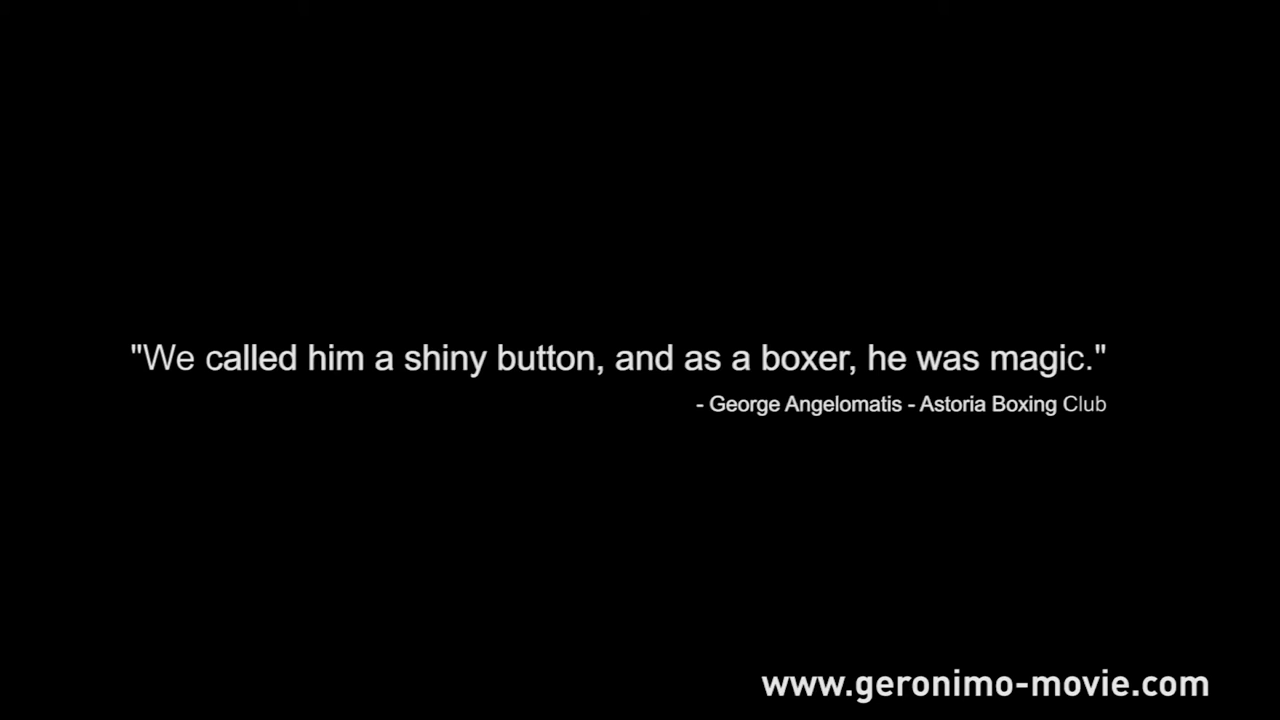 "We called him a shiny button, and as a boxer, he was magic."
- George Angelomatis - Astoria Boxing Club
www.geronimo-movie.com